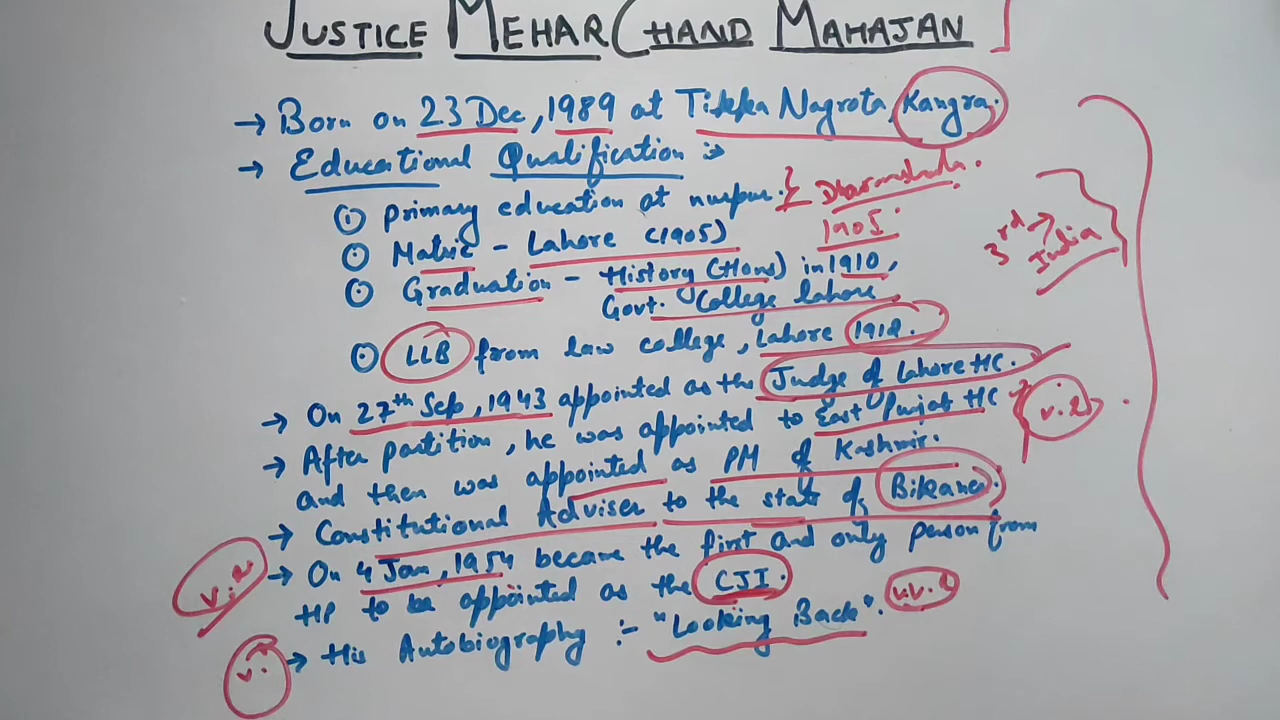 JUSTICE MEHAR CHAND MAHAJAN ]
→ Born on 23 Dec, 1989 at Tikka Nagrota, Kangra.
→ Educational Qualification :→
① Primary education at nurpur. } Dharamshala.
1905.
⊙ Matric - Lahore (1905)
3rd → India
⊙ Graduation - History (Hons) in 1910,
Govt. College lahore
⊙ LLB from law college, Lahore 1912.
→ On 27th Sep, 1943 appointed as the Judge of Lahore HC.
→ After partition, he was appointed to East Punjab HC
and then was appointed as PM of Kashmir.
→ Constitutional Adviser to the state of Bikaner.
→ On 4 Jan, 1954 became the first and only person from
HP to be appointed as the CJI.
→ His Autobiography :- "Looking Back".